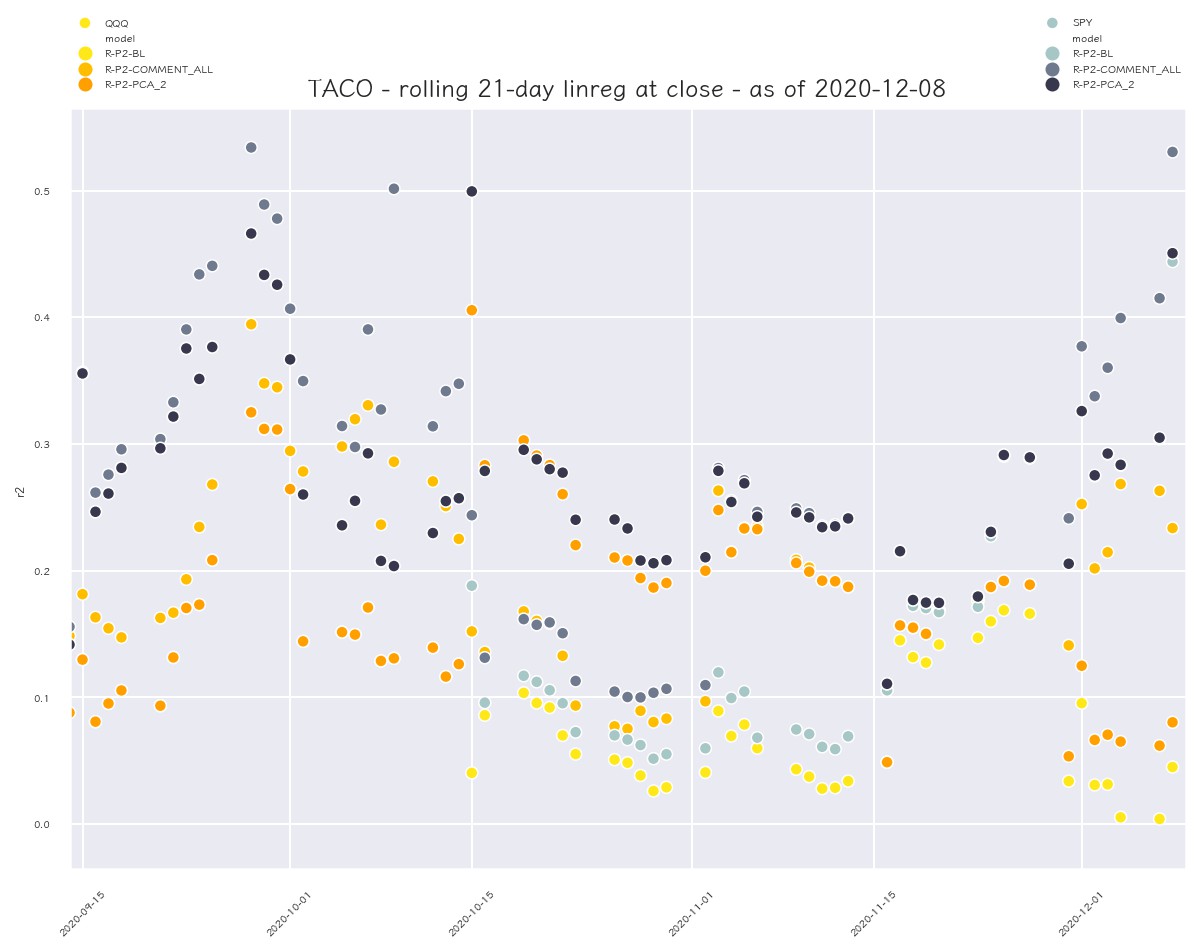 QQQ
model
R-P2-BL
R-P2-COMMENT_ALL
R-P2-PCA_2
SPY
model
R-P2-BL
R-P2-COMMENT_ALL
R-P2-PCA_2
TACO - rolling 21-day linreg at close - as of 2020-12-08
0.5
0.4
0.3
0.2
0.1
0.0
r2
2020-09-15
2020-10-01
2020-10-15
2020-11-01
2020-11-15
2020-12-01